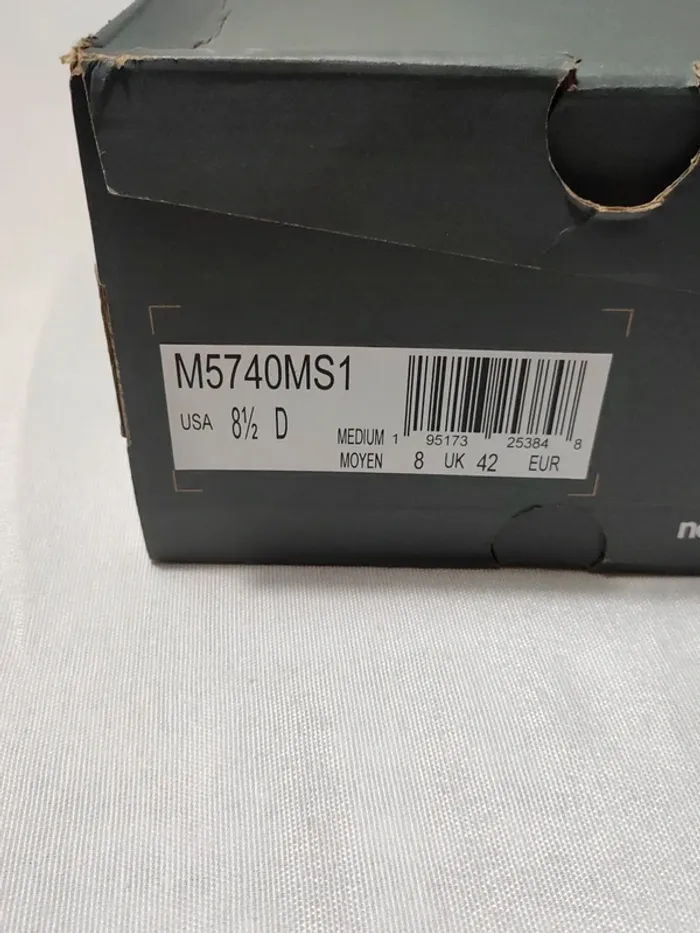 M5740MS1
USA 8½ D
MEDIUM 1 95173 25384 8
MOYEN 8 UK 42 EUR